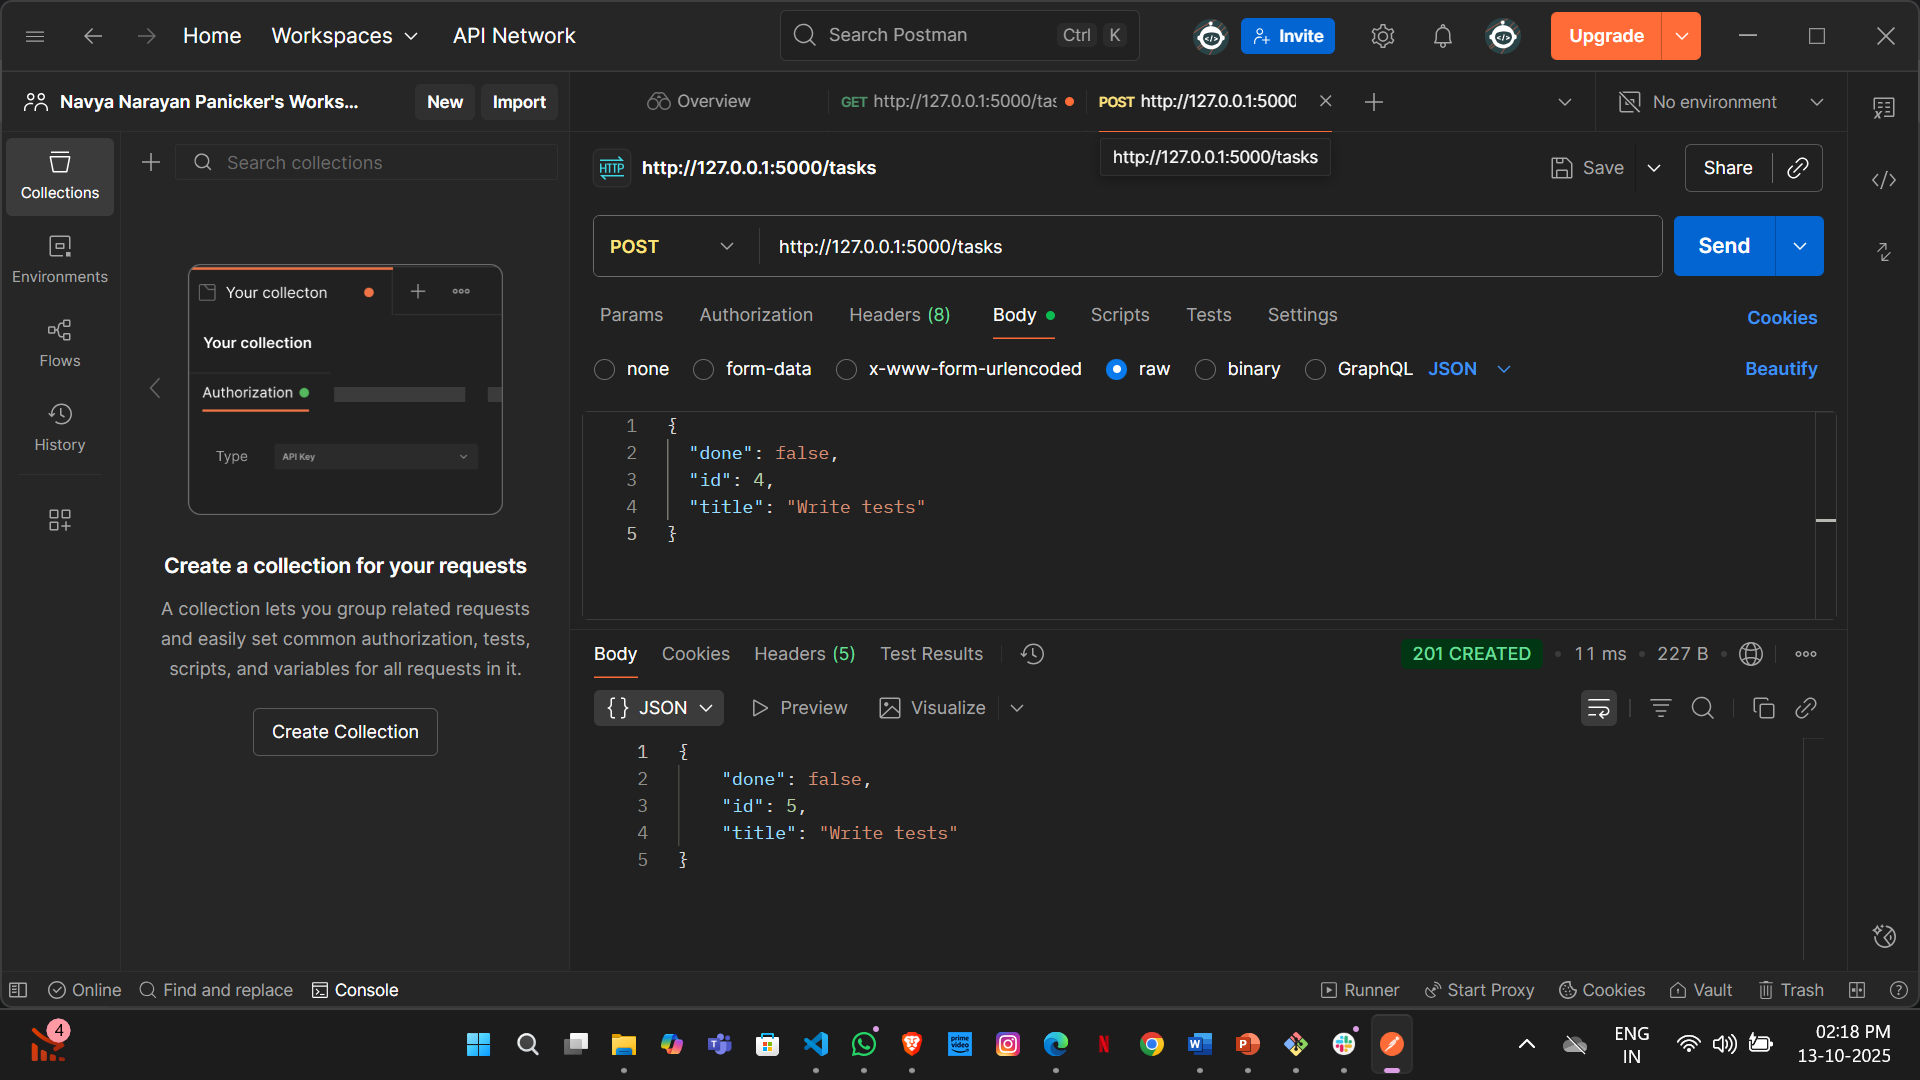 Home Workspaces API Network Search Postman Ctrl K Invite Upgrade
Navya Narayan Panicker's Works... New Import
Overview GET http://127.0.0.1:5000/tas POST http://127.0.0.1:5000 No environment
http://127.0.0.1:5000/tasks
Collections
Environments
Flows
History
Search collections
Your collecton
Your collection
Authorization
Type API Key
Create a collection for your requests
A collection lets you group related requests
and easily set common authorization, tests,
scripts, and variables for all requests in it.
Create Collection
HTTP http://127.0.0.1:5000/tasks Save Share
POST http://127.0.0.1:5000/tasks Send
Params Authorization Headers (8) Body Scripts Tests Settings Cookies
none form-data x-www-form-urlencoded raw binary GraphQL JSON Beautify
1 {
2 "done": false,
3 "id": 4,
4 "title": "Write tests"
5 }
Body Cookies Headers (5) Test Results 201 CREATED 11 ms 227 B
{ } JSON Preview Visualize
1 {
2 "done": false,
3 "id": 5,
4 "title": "Write tests"
5 }
Online Find and replace Console Runner Start Proxy Cookies Vault Trash
4
prime video
ENG
IN
02:18 PM
13-10-2025